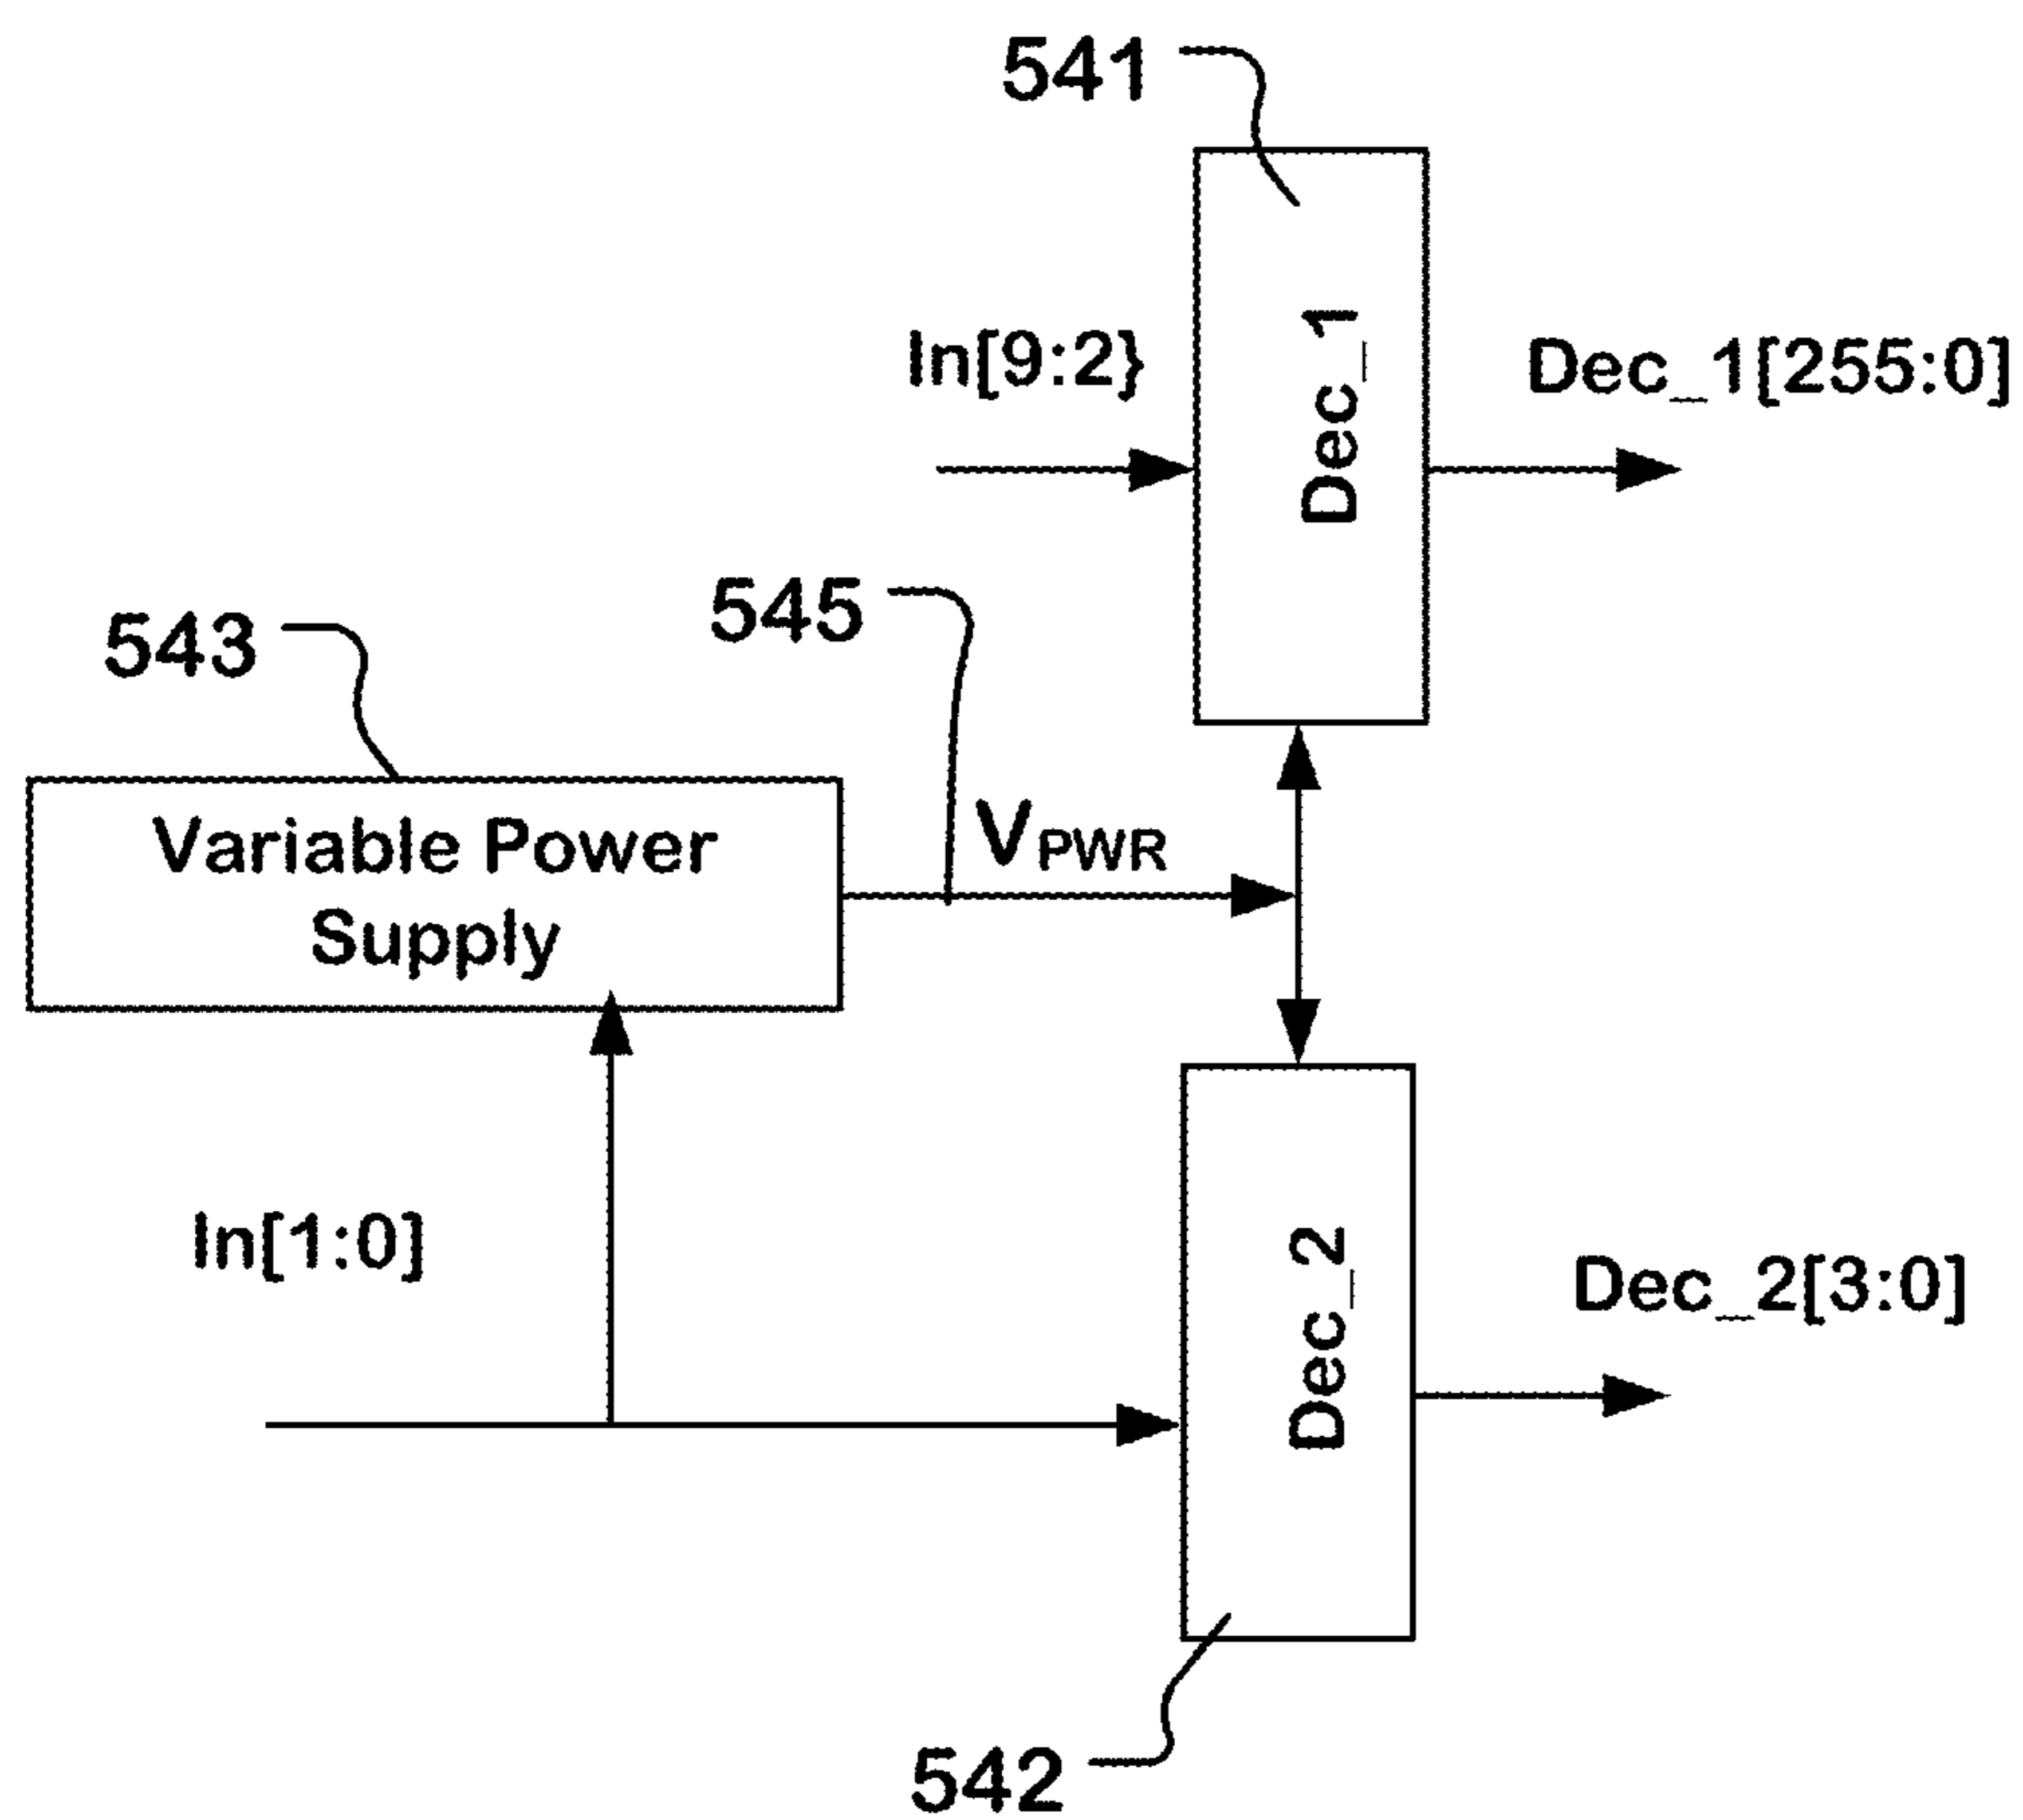 541
In[9:2}
Dec_1
Dec_1[255:0]
545
543
Variable Power
Supply
VPWR
In[1:0]
Dec_2
Dec_2[3:0]
542